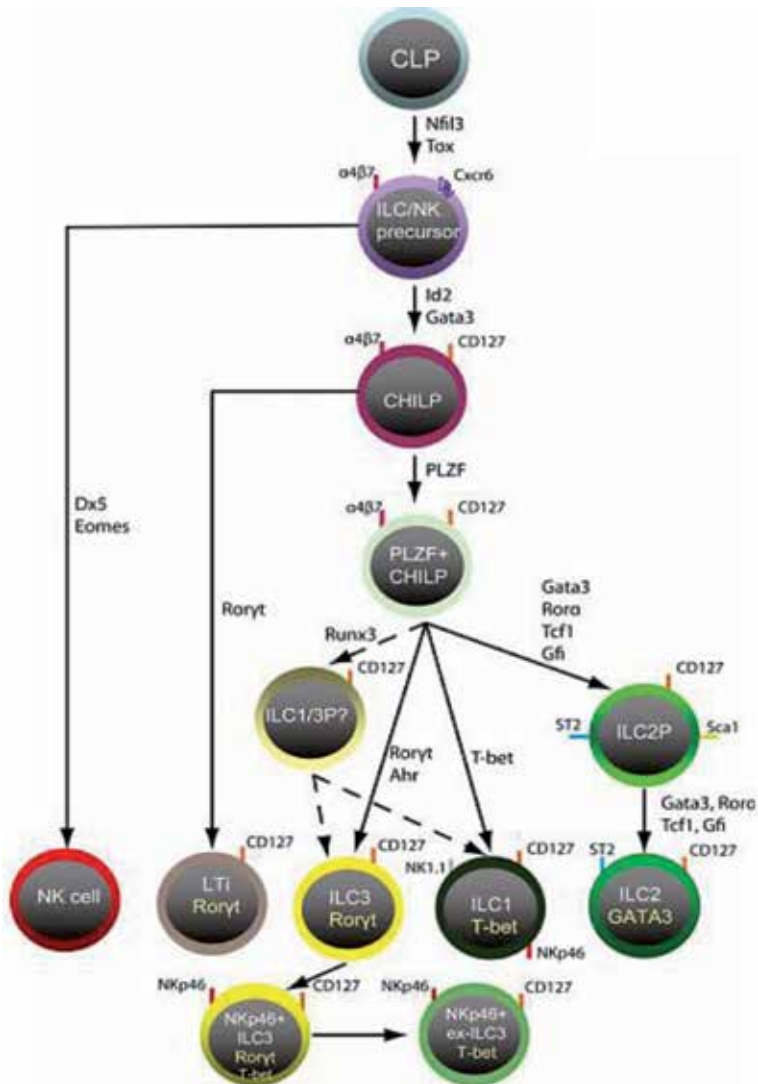 CLP
Nfil3
Tox
α4β7
Cxcr6
ILC/NK
precursor
Id2
Gata3
α4β7
CD127
CHILP
PLZF
α4β7
CD127
PLZF+
CHILP
Dx5
Eomes
Rorγt
Runx3
CD127
ILC1/3P?
Gata3
Rorα
Tcf1
Gfi
CD127
ST2
ILC2P
Sca1
Rorγt
Ahr
T-bet
Gata3, Rorα
Tcf1, Gfi
NK cell
CD127
LTi
Rorγt
CD127
ILC3
Rorγt
NK1,1
CD127
ILC1
T-bet
NKp46
ST2
CD127
ILC2
GATA3
NKp46
CD127
NKp46+
ILC3
Rorγt
T-bet
NKp46
CD127
NKp46+
ex-ILC3
T-bet